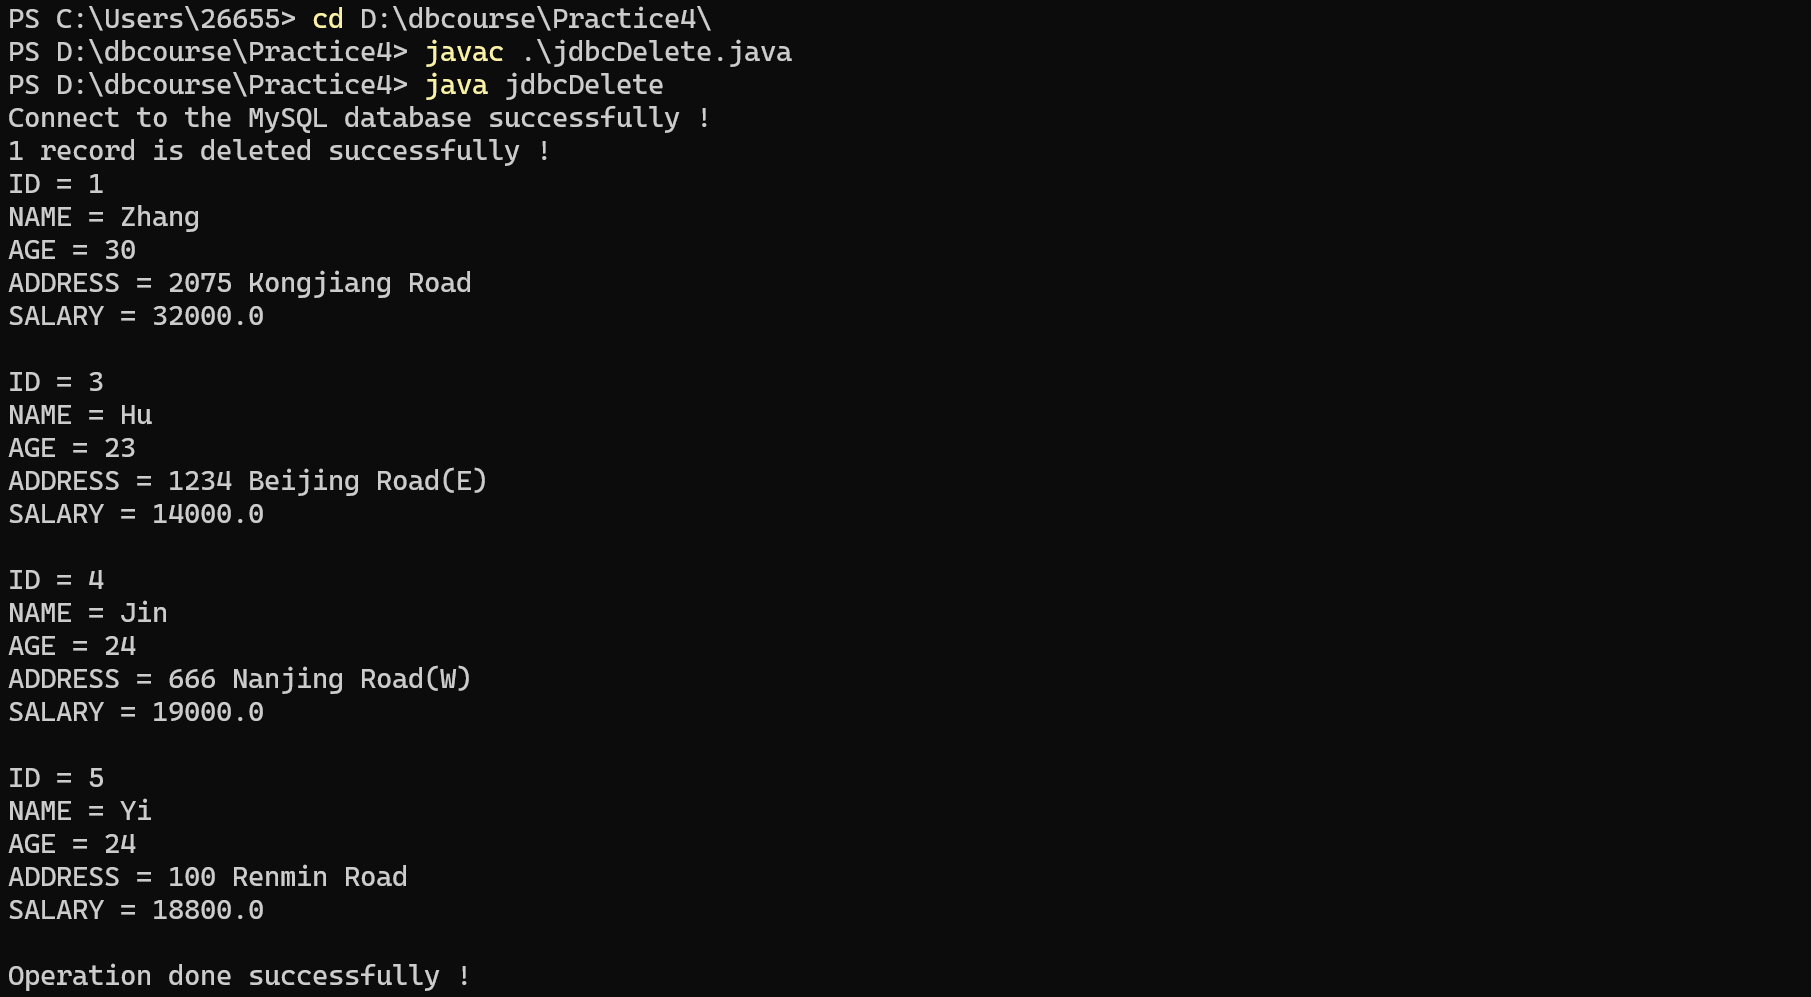 PS C:\Users\26655> cd D:\dbcourse\Practice4\
PS D:\dbcourse\Practice4> javac .\jdbcDelete.java
PS D:\dbcourse\Practice4> java jdbcDelete
Connect to the MySQL database successfully !
1 record is deleted successfully !
ID = 1
NAME = Zhang
AGE = 30
ADDRESS = 2075 Kongjiang Road
SALARY = 32000.0

ID = 3
NAME = Hu
AGE = 23
ADDRESS = 1234 Beijing Road(E)
SALARY = 14000.0

ID = 4
NAME = Jin
AGE = 24
ADDRESS = 666 Nanjing Road(W)
SALARY = 19000.0

ID = 5
NAME = Yi
AGE = 24
ADDRESS = 100 Renmin Road
SALARY = 18800.0

Operation done successfully !